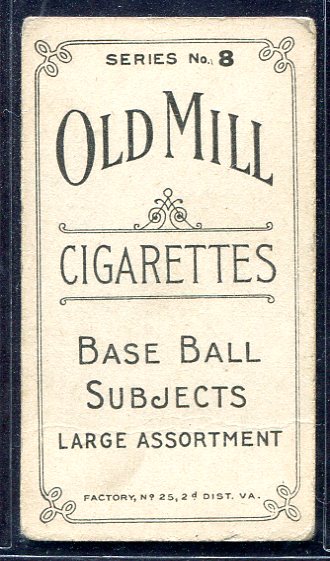 SERIES No. 8
OLD MILL
CIGARETTES
BASE BALL
SUBJECTS
LARGE ASSORTMENT
FACTORY, No 25, 2d DIST. VA.